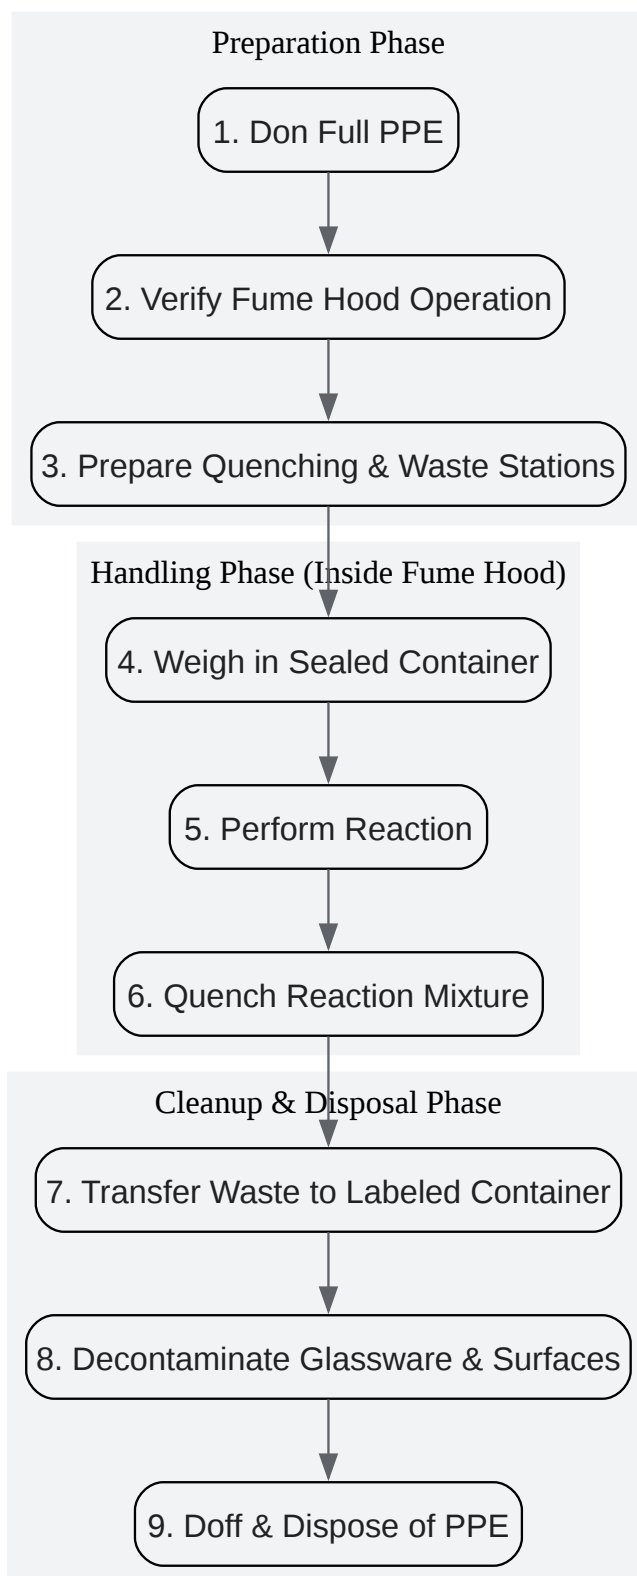 Preparation Phase
1. Don Full PPE
2. Verify Fume Hood Operation
3. Prepare Quenching & Waste Stations
Handling Phase (Inside Fume Hood)
4. Weigh in Sealed Container
5. Perform Reaction
6. Quench Reaction Mixture
Cleanup & Disposal Phase
7. Transfer Waste to Labeled Container
8. Decontaminate Glassware & Surfaces
9. Doff & Dispose of PPE